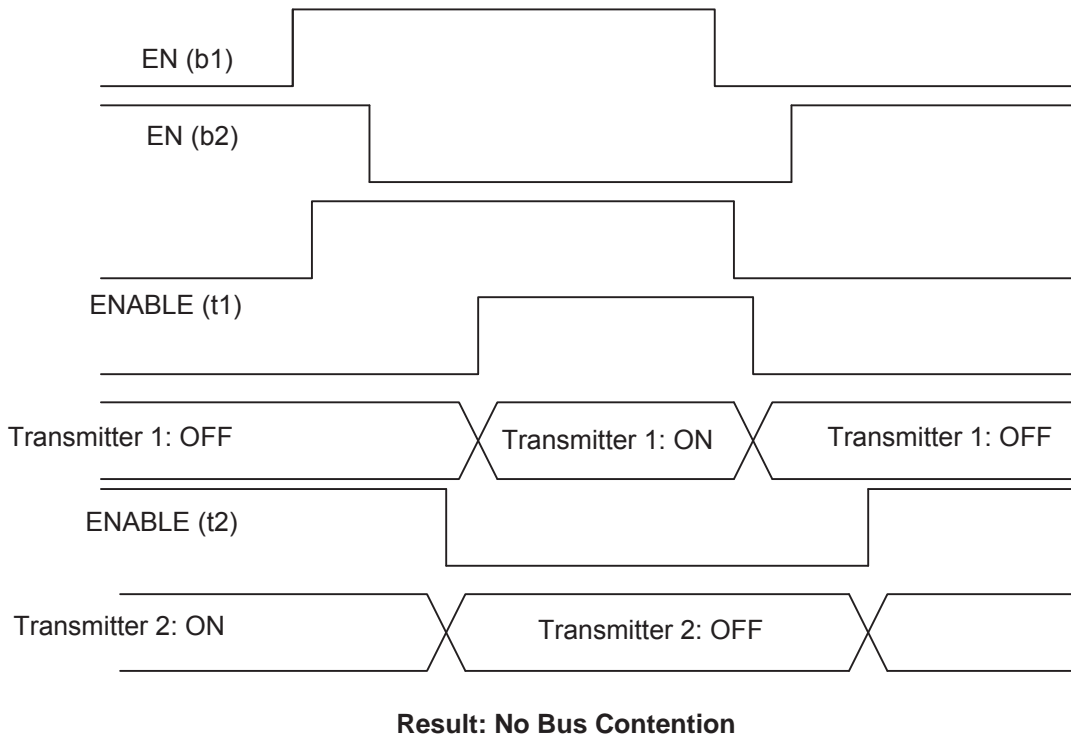 EN (b1)
EN (b2)
ENABLE (t1)
Transmitter 1: OFF Transmitter 1: ON Transmitter 1: OFF
ENABLE (t2)
Transmitter 2: ON Transmitter 2: OFF
Result: No Bus Contention